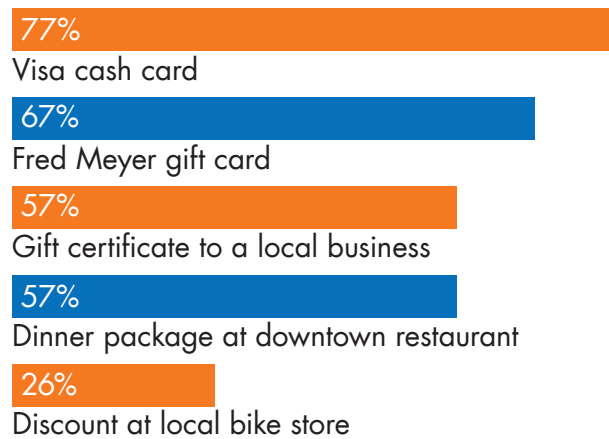 77%
Visa cash card
67%
Fred Meyer gift card
57%
Gift certificate to a local business
57%
Dinner package at downtown restaurant
26%
Discount at local bike store